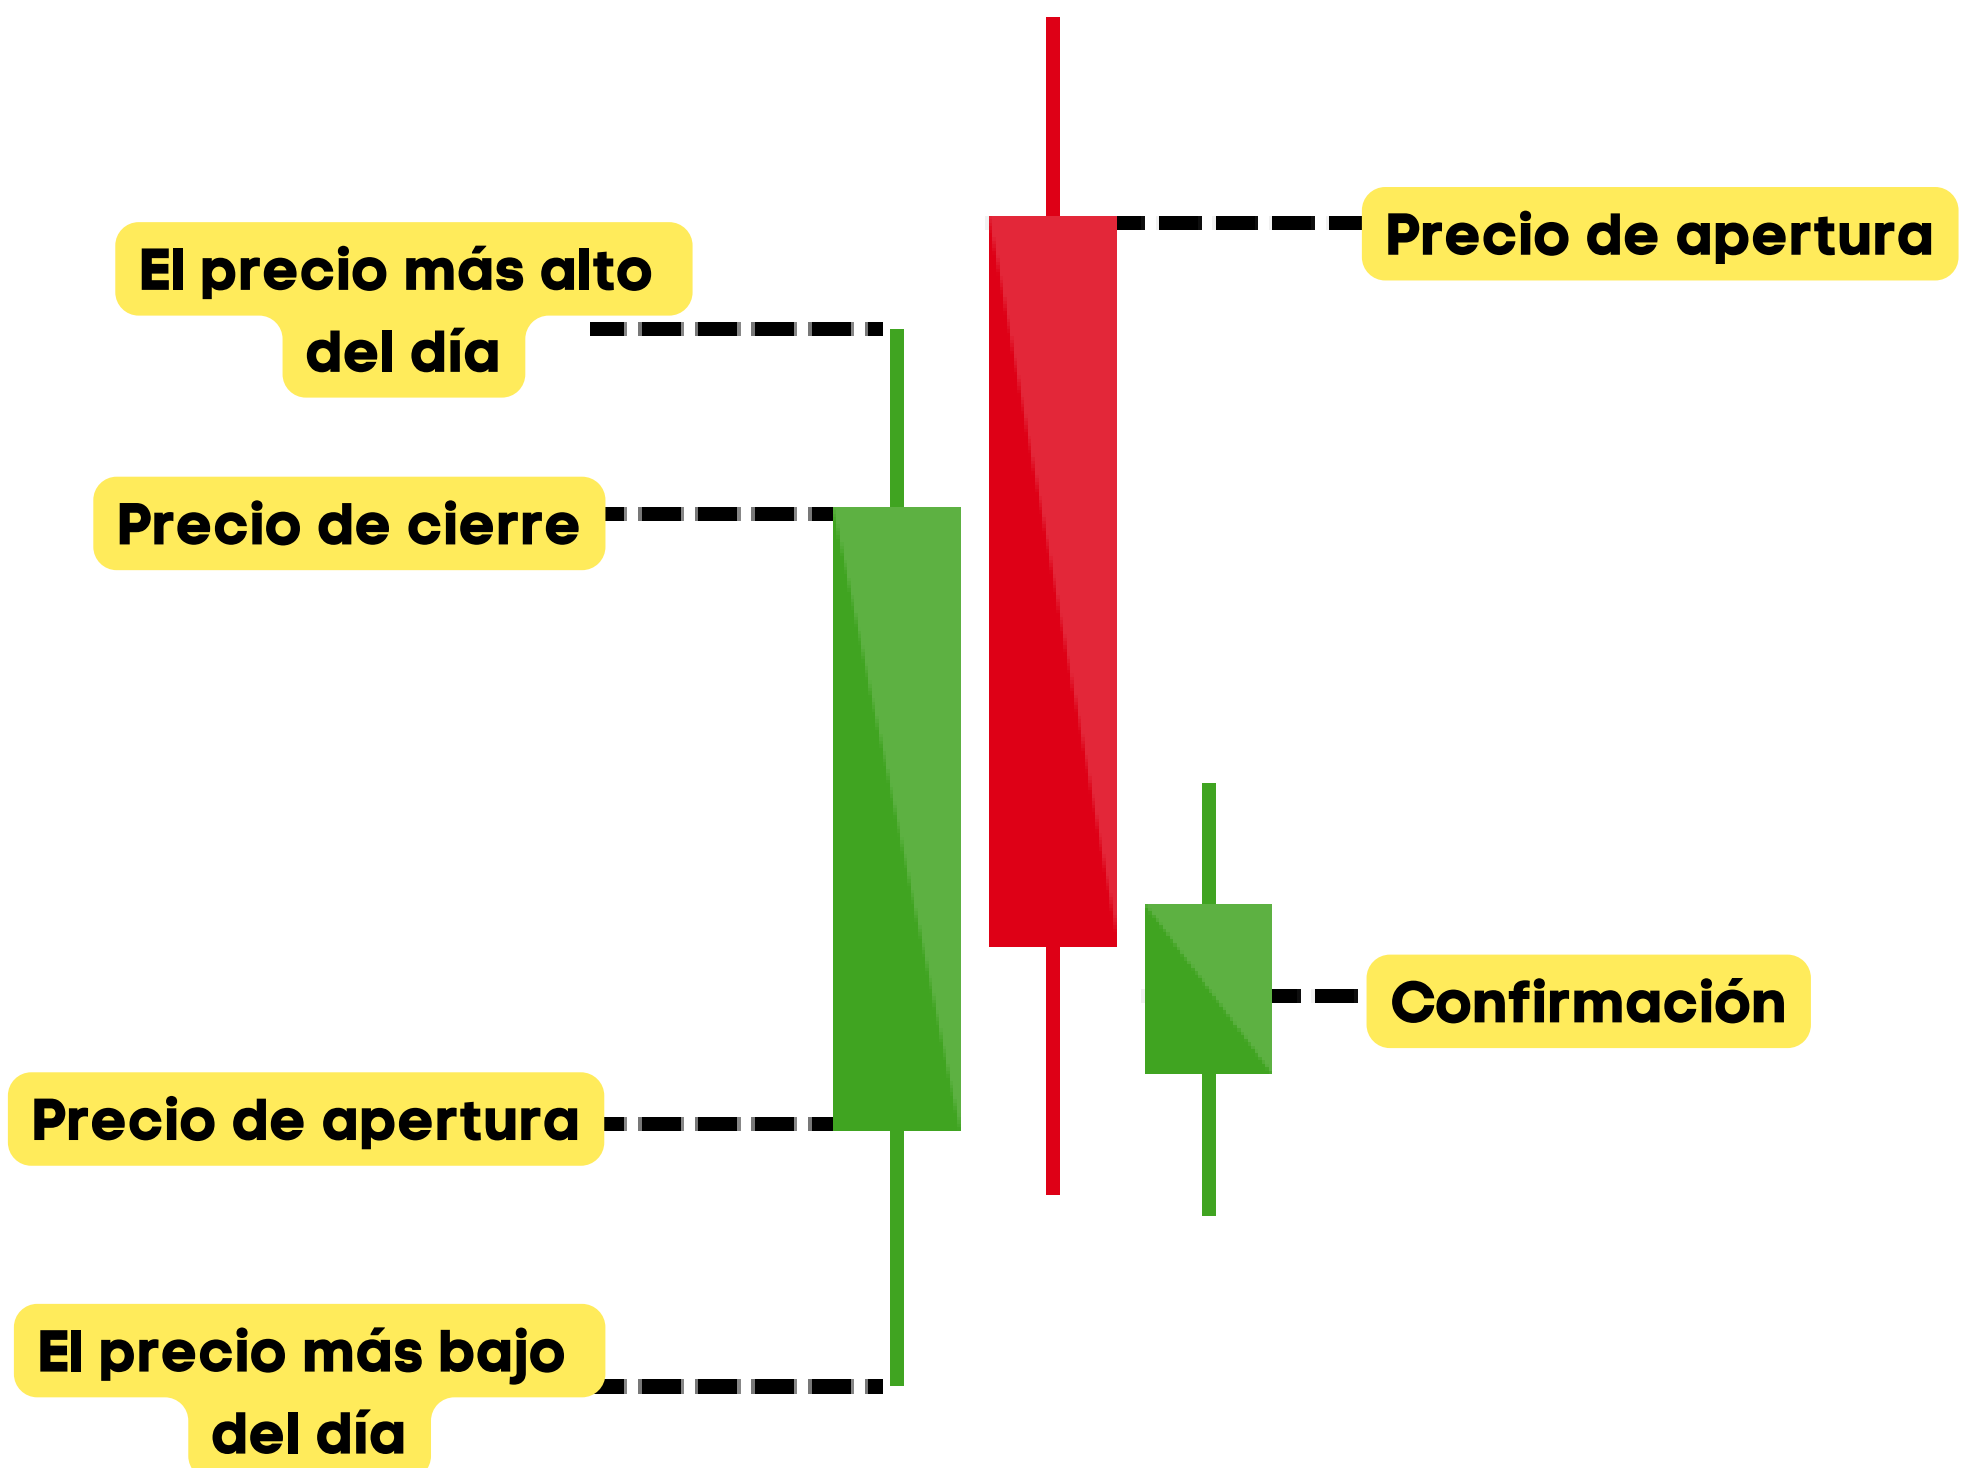 El precio más alto
del día
Precio de cierre
Precio de apertura
El precio más bajo
del día
Precio de apertura
Confirmación